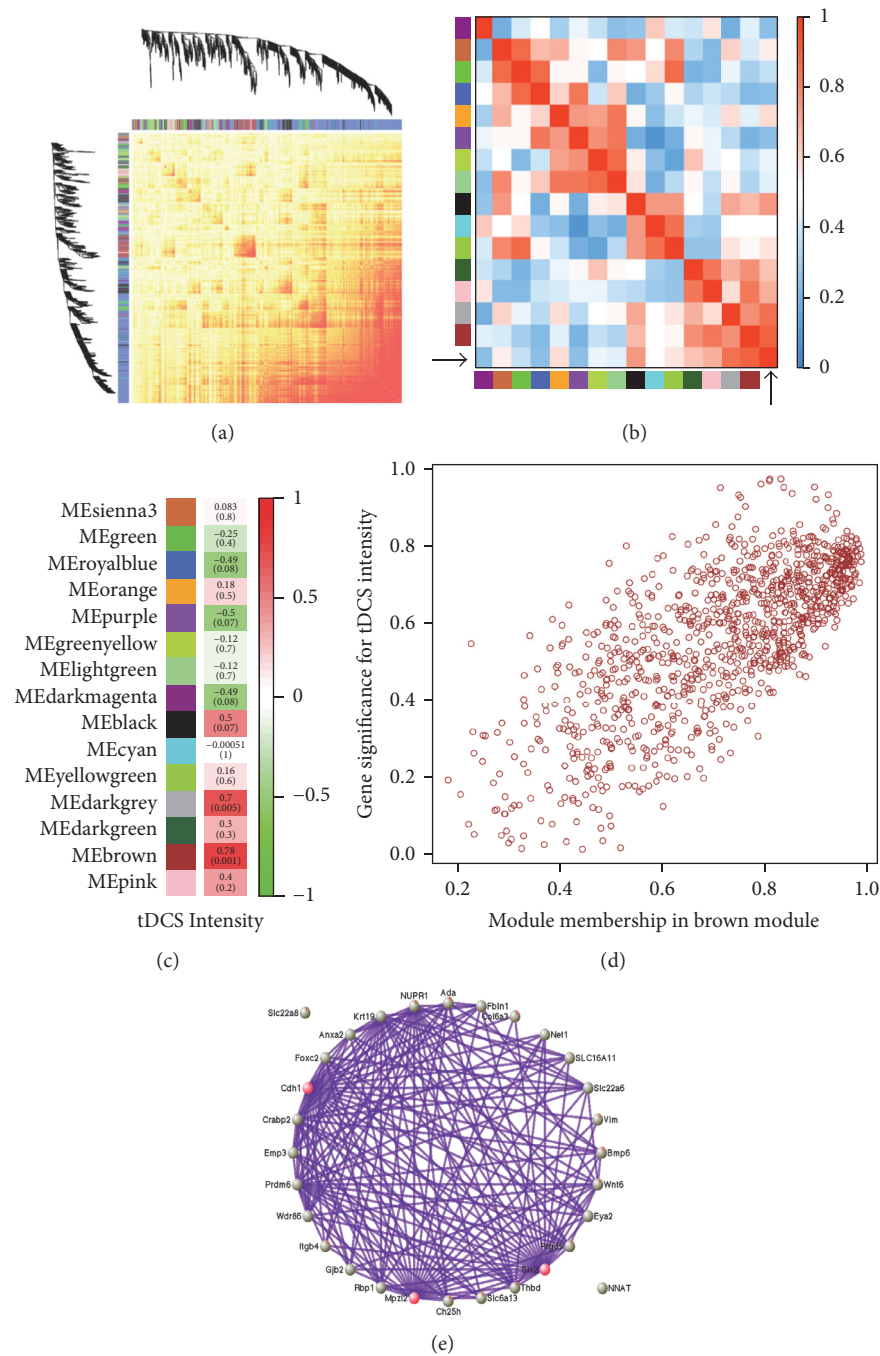 1
0.8
0.6
0.4
0.2
0
(a)
(b)
MEsienna3 0.083 (0.8)
MEgreen −0.25 (0.4)
MEroyalblue −0.49 (0.08)
MEorange 0.18 (0.5)
MEpurple −0.5 (0.07)
MEgreenyellow −0.12 (0.7)
MElightgreen −0.12 (0.7)
MEdarkmagenta −0.49 (0.08)
MEblack 0.5 (0.07)
MEcyan −0.00051 (1)
MEyellowgreen 0.16 (0.6)
MEdarkgrey 0.7 (0.005)
MEdarkgreen 0.3 (0.3)
MEbrown 0.78 (0.001)
MEpink 0.4 (0.2)
1
0.5
0
−0.5
−1
tDCS Intensity
(c)
Gene significance for tDCS intensity
1.0
0.8
0.6
0.4
0.2
0.0
0.2 0.4 0.6 0.8 1.0
Module membership in brown module
(d)
Slc22a8
NUPR1
Ada
Fbln1
Col6a3
Krt19
Anxa2
Net1
Foxc2
SLC16A11
Cdh1
Slc22a6
Crabp2
Vim
Emp3
Bmp6
Prdm6
Wnt6
Wdr86
Eya2
Itgb4
Gjb2
Rbp1
Thbd
NNAT
Mpzl2
Ch25h
Slc6a13
(e)